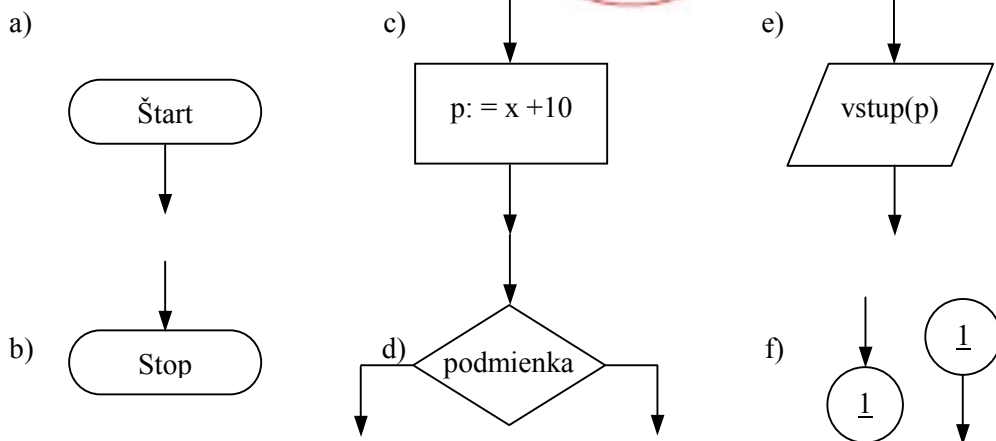 a)
Štart
b)
Stop
c)
p: = x +10
d)
podmienka
e)
vstup(p)
f)
1
1